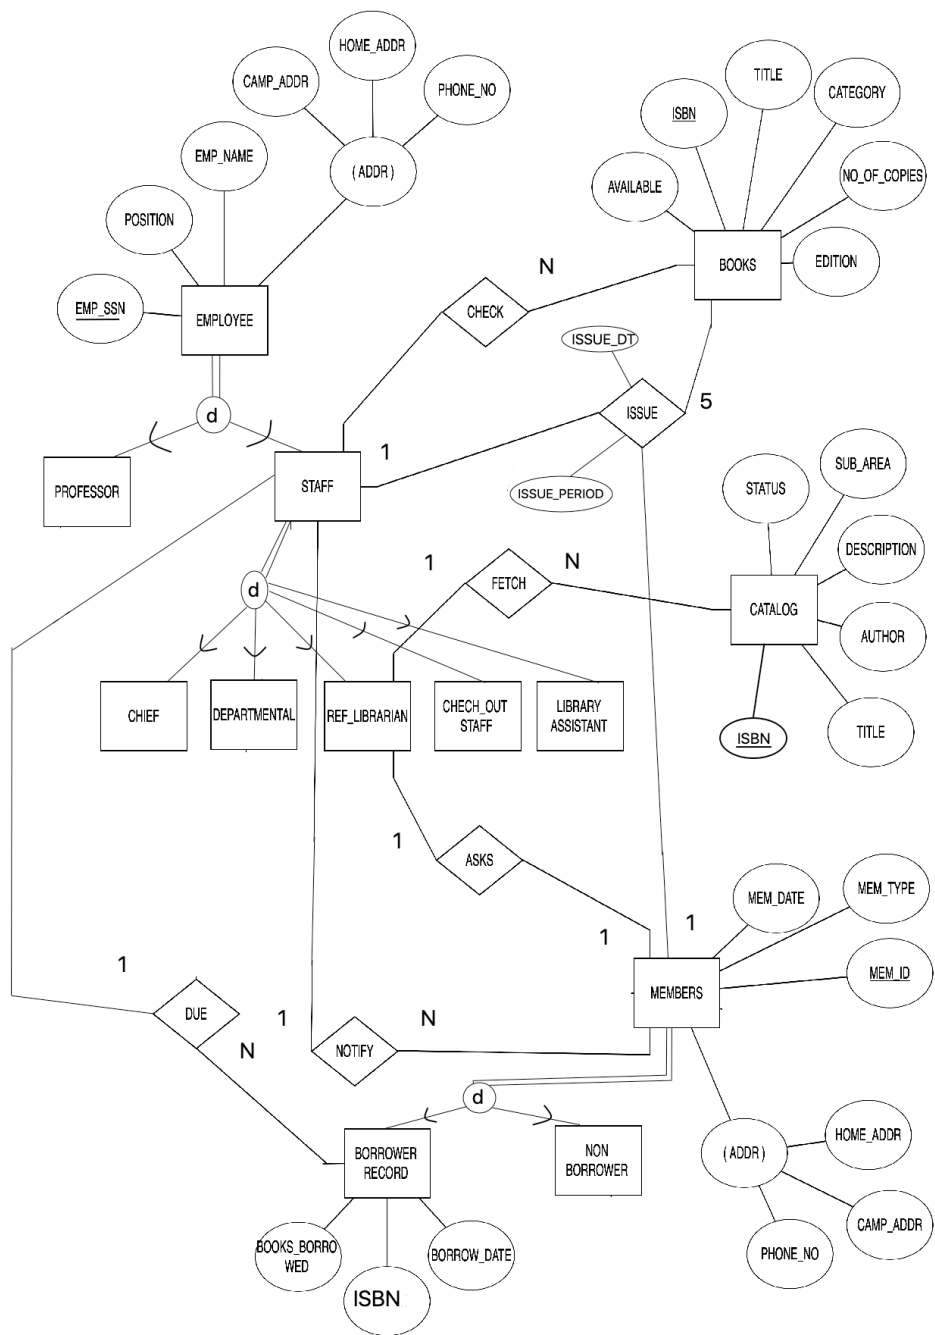 HOME_ADDR
CAMP_ADDR
PHONE_NO
TITLE
CATEGORY
ISBN
EMP_NAME
( ADDR )
AVAILABLE
NO_OF_COPIES
POSITION
BOOKS
EDITION
N
EMP_SSN
EMPLOYEE
CHECK
ISSUE_DT
d
ISSUE
5
1
PROFESSOR
STAFF
ISSUE_PERIOD
STATUS
SUB_AREA
DESCRIPTION
1
FETCH
N
d
CATALOG
AUTHOR
CHIEF
DEPARTMENTAL
REF_LIBRARIAN
CHECH_OUT
STAFF
LIBRARY
ASSISTANT
ISBN
TITLE
1
ASKS
MEM_DATE
MEM_TYPE
1
1
1
MEM_ID
MEMBERS
DUE
1
N
N
NOTIFY
d
BORROWER
RECORD
NON
BORROWER
( ADDR )
HOME_ADDR
CAMP_ADDR
PHONE_NO
BOOKS_BORRO
WED
BORROW_DATE
ISBN